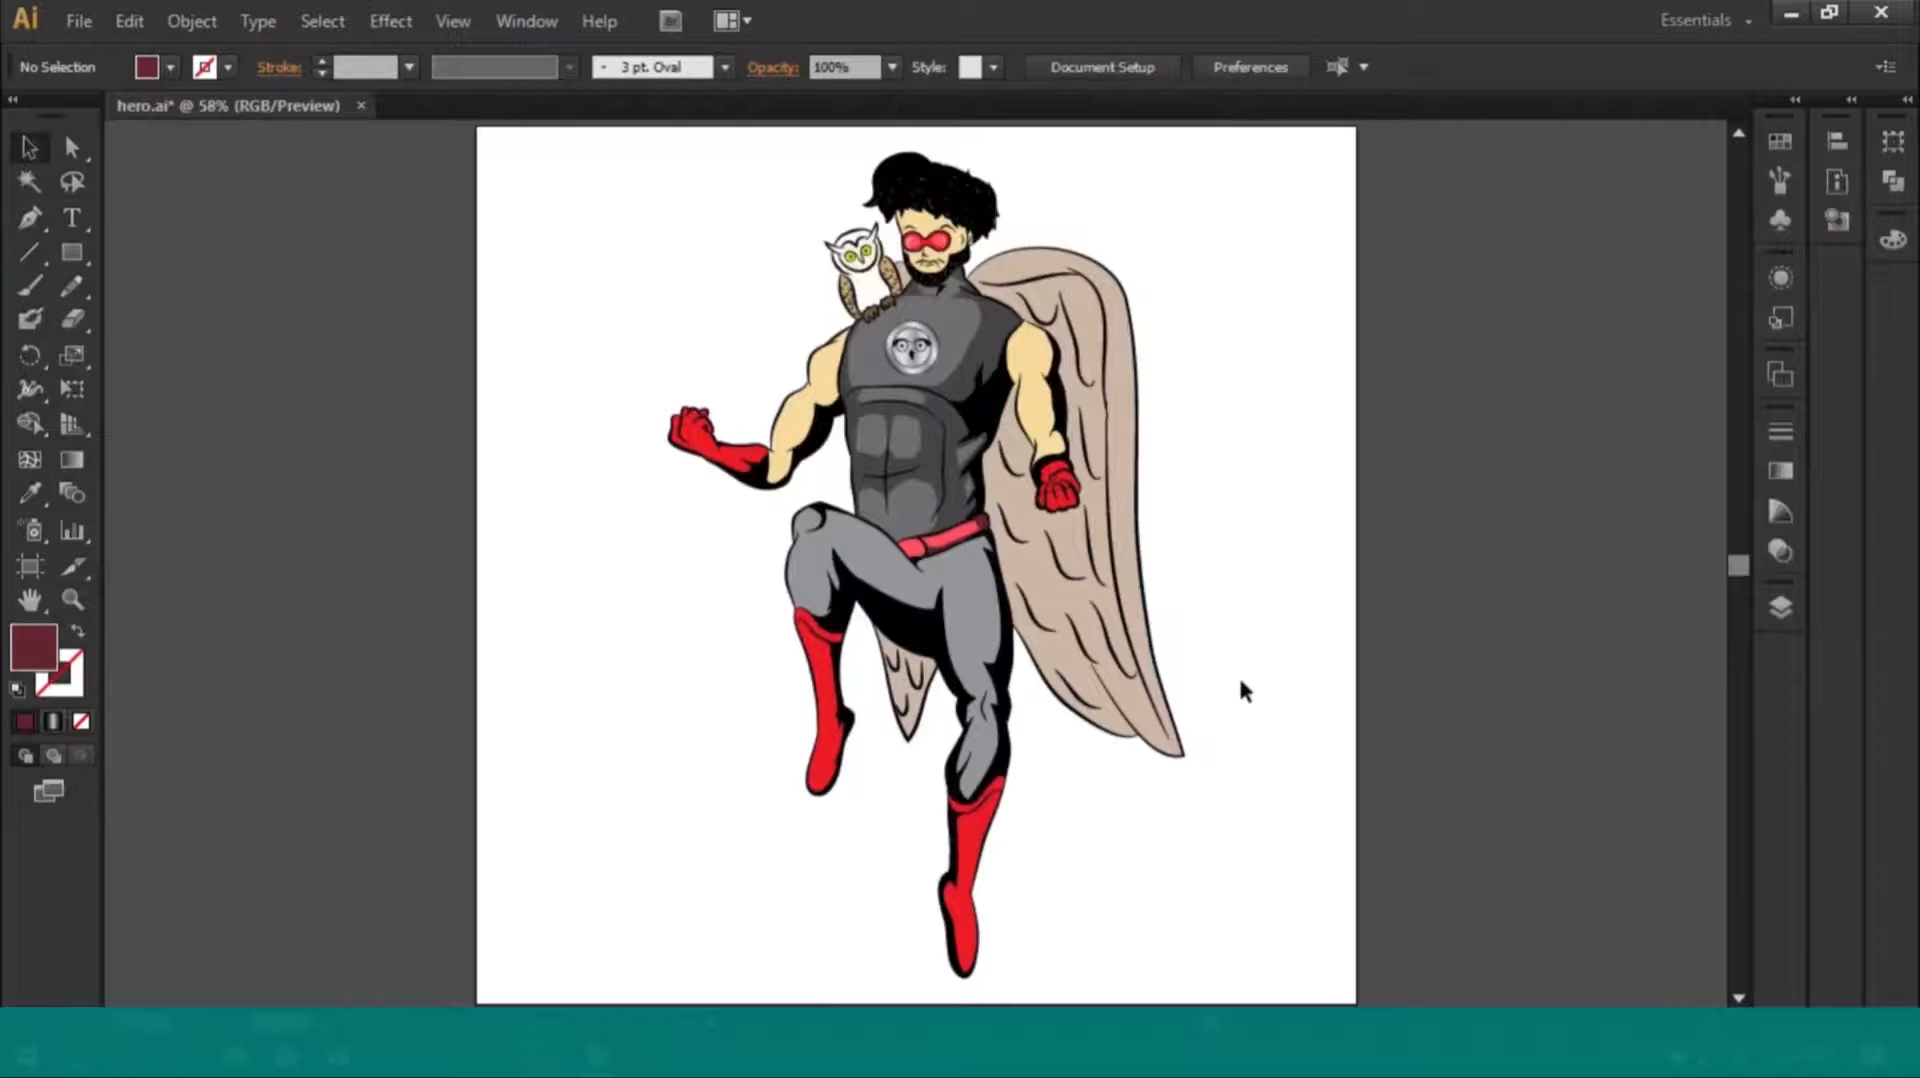 Ai File Edit Object Type Select Effect View Window Help Br Essentials
No Selection Stroke: 3 pt. Oval Opacity: 100% Style: Document Setup Preferences
hero.ai* @ 58% (RGB/Preview)